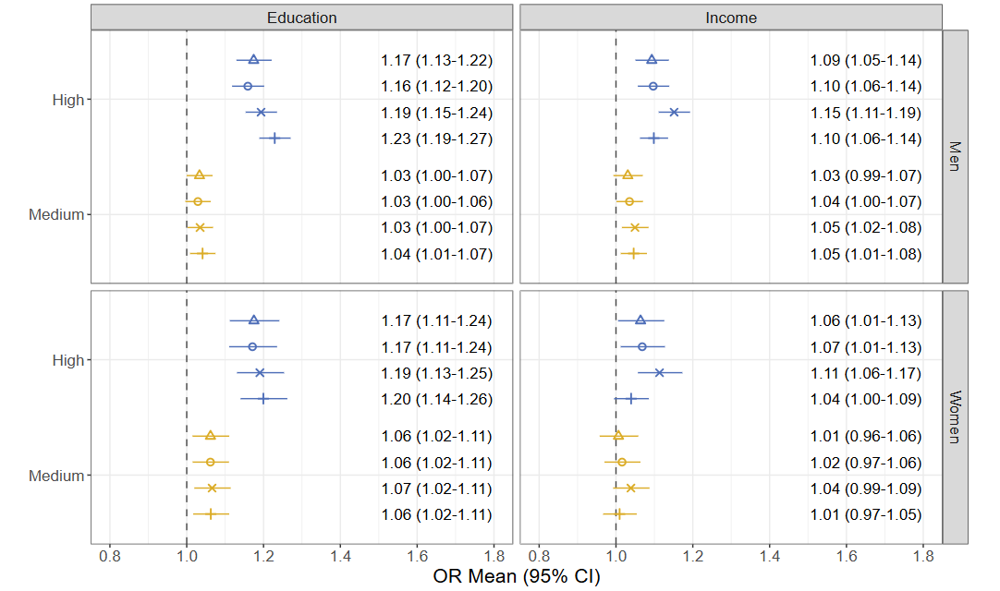 Education
Income
High
1.17 (1.13-1.22)
1.16 (1.12-1.20)
1.19 (1.15-1.24)
1.23 (1.19-1.27)
Medium
1.03 (1.00-1.07)
1.03 (1.00-1.06)
1.03 (1.00-1.07)
1.04 (1.01-1.07)
1.09 (1.05-1.14)
1.10 (1.06-1.14)
1.15 (1.11-1.19)
1.10 (1.06-1.14)
1.03 (0.99-1.07)
1.04 (1.00-1.07)
1.05 (1.02-1.08)
1.05 (1.01-1.08)
Men
High
1.17 (1.11-1.24)
1.17 (1.11-1.24)
1.19 (1.13-1.25)
1.20 (1.14-1.26)
Medium
1.06 (1.02-1.11)
1.06 (1.02-1.11)
1.07 (1.02-1.11)
1.06 (1.02-1.11)
1.06 (1.01-1.13)
1.07 (1.01-1.13)
1.11 (1.06-1.17)
1.04 (1.00-1.09)
1.01 (0.96-1.06)
1.02 (0.97-1.06)
1.04 (0.99-1.09)
1.01 (0.97-1.05)
Women
0.8 1.0 1.2 1.4 1.6 1.8
0.8 1.0 1.2 1.4 1.6 1.8
OR Mean (95% CI)